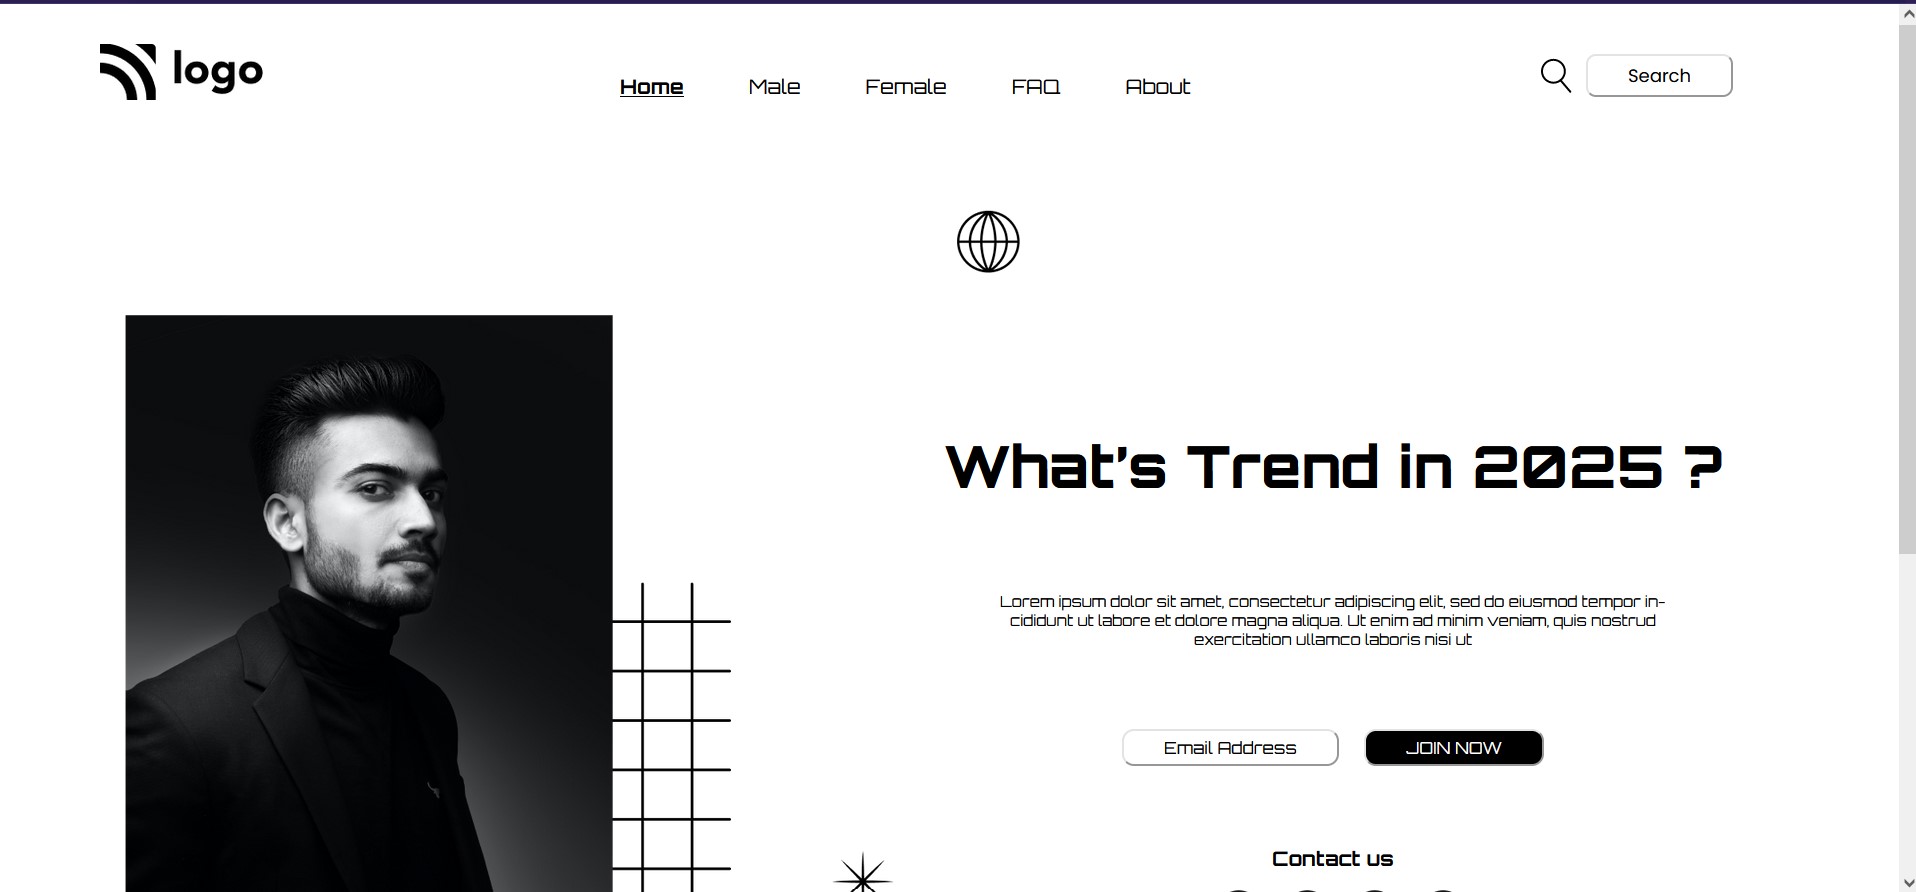 logo
Home Male Female FAQ About
Search
What's Trend in 2025 ?
Lorem ipsum dolor sit amet, consectetur adipiscing elit, sed do eiusmod tempor in-
cididunt ut labore et dolore magna aliqua. Ut enim ad minim veniam, quis nostrud
exercitation ullamco laboris nisi ut
Email Address JOIN NOW
Contact us